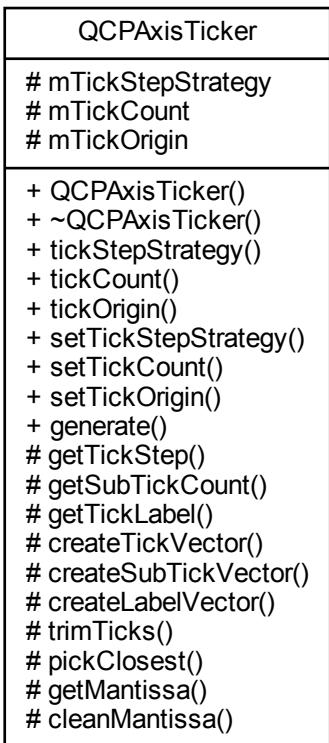 QCPAxisTicker
# mTickStepStrategy
# mTickCount
# mTickOrigin
+ QCPAxisTicker()
+ ~QCPAxisTicker()
+ tickStepStrategy()
+ tickCount()
+ tickOrigin()
+ setTickStepStrategy()
+ setTickCount()
+ setTickOrigin()
+ generate()
# getTickStep()
# getSubTickCount()
# getTickLabel()
# createTickVector()
# createSubTickVector()
# createLabelVector()
# trimTicks()
# pickClosest()
# getMantissa()
# cleanMantissa()